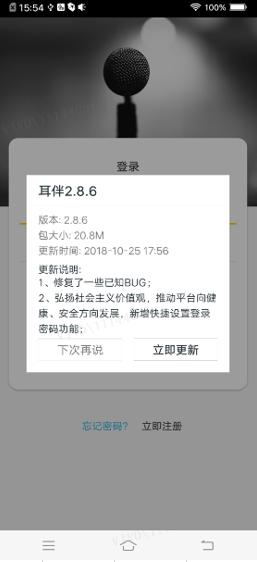 15:54 100%
登录
耳伴2.8.6
版本: 2.8.6
包大小: 20.8M
更新时间: 2018-10-25 17:56
更新说明:
1、修复了一些已知BUG；
2、弘扬社会主义价值观，推动平台向健
康、安全方向发展，新增快捷设置登录
密码功能；
下次再说 立即更新
忘记密码? 立即注册